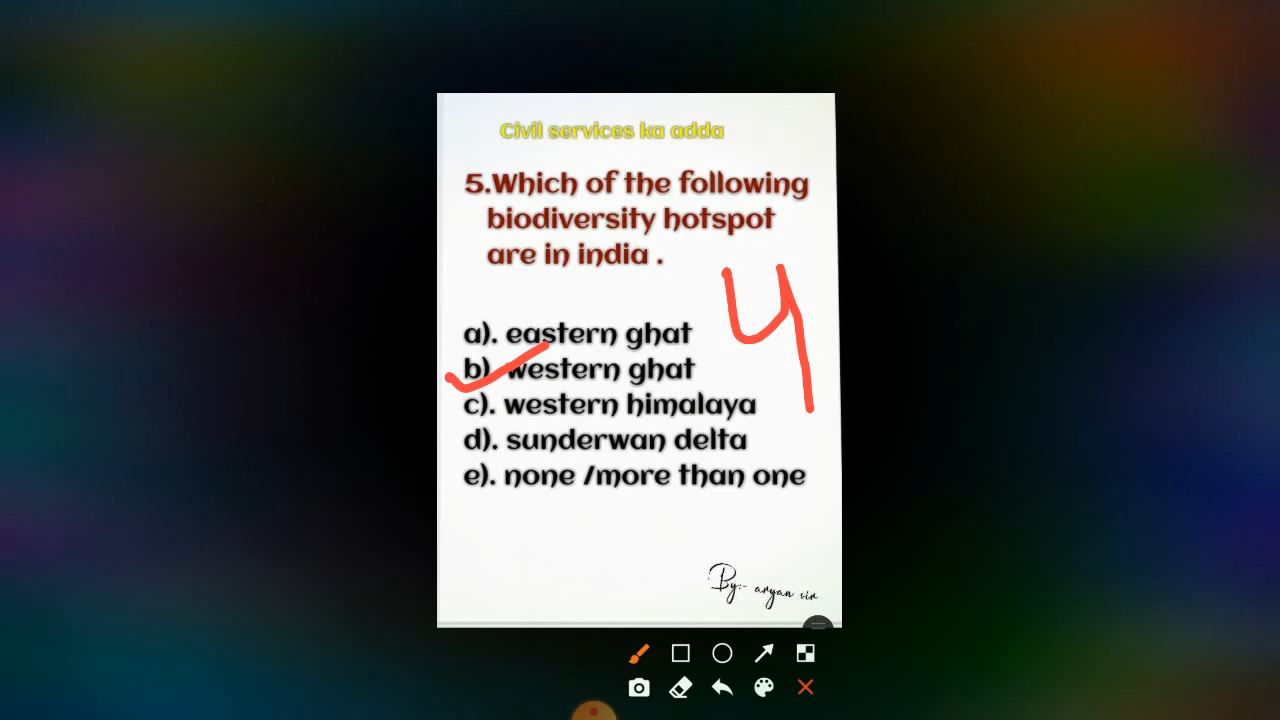 Civil services ka adda
5.Which of the following
biodiversity hotspot
are in india .
4
a). eastern ghat
b). western ghat
c). western himalaya
d). sunderwan delta
e). none /more than one
By:- aryan sir